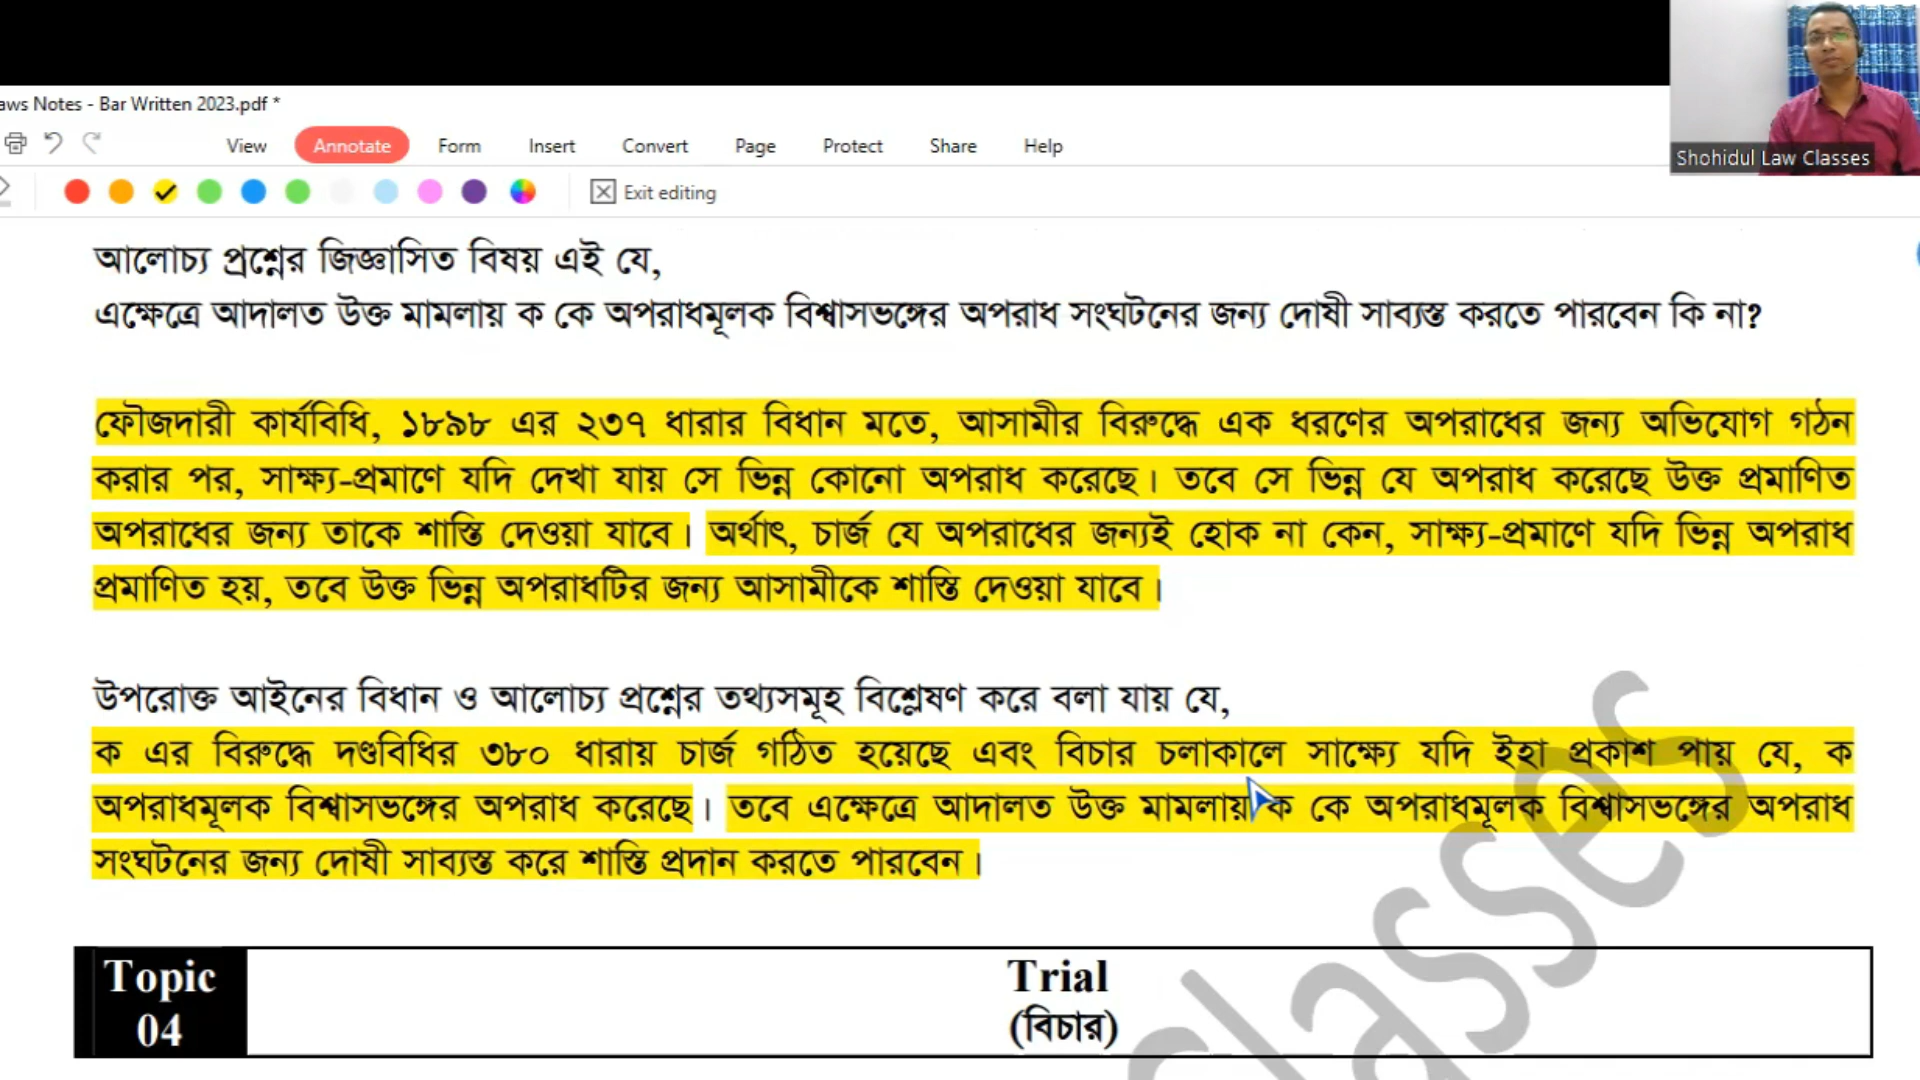 aws Notes - Bar Written 2023.pdf *
View Annotate Form Insert Convert Page Protect Share Help
Shohidul Law Classes
Exit editing
আলোচ্য প্রশ্নের জিজ্ঞাসিত বিষয় এই যে,
এক্ষেত্রে আদালত উক্ত মামলায় ক কে অপরাধমূলক বিশ্বাসভঙ্গের অপরাধ সংঘটনের জন্য দোষী সাব্যস্ত করতে পারবেন কি না?
ফৌজদারী কার্যবিধি, ১৮৯৮ এর ২৩৭ ধারার বিধান মতে, আসামীর বিরুদ্ধে এক ধরণের অপরাধের জন্য অভিযোগ গঠন
করার পর, সাক্ষ্য-প্রমাণে যদি দেখা যায় সে ভিন্ন কোনো অপরাধ করেছে। তবে সে ভিন্ন যে অপরাধ করেছে উক্ত প্রমাণিত
অপরাধের জন্য তাকে শাস্তি দেওয়া যাবে। অর্থাৎ, চার্জ যে অপরাধের জন্যই হোক না কেন, সাক্ষ্য-প্রমাণে যদি ভিন্ন অপরাধ
প্রমাণিত হয়, তবে উক্ত ভিন্ন অপরাধটির জন্য আসামীকে শাস্তি দেওয়া যাবে।
উপরোক্ত আইনের বিধান ও আলোচ্য প্রশ্নের তথ্যসমূহ বিশ্লেষণ করে বলা যায় যে,
ক এর বিরুদ্ধে দণ্ডবিধির ৩৮০ ধারায় চার্জ গঠিত হয়েছে এবং বিচার চলাকালে সাক্ষ্যে যদি ইহা প্রকাশ পায় যে, ক
অপরাধমূলক বিশ্বাসভঙ্গের অপরাধ করেছে। তবে এক্ষেত্রে আদালত উক্ত মামলায় ক কে অপরাধমূলক বিশ্বাসভঙ্গের অপরাধ
সংঘটনের জন্য দোষী সাব্যস্ত করে শাস্তি প্রদান করতে পারবেন।
Topic
04
Trial
(বিচার)
Classes